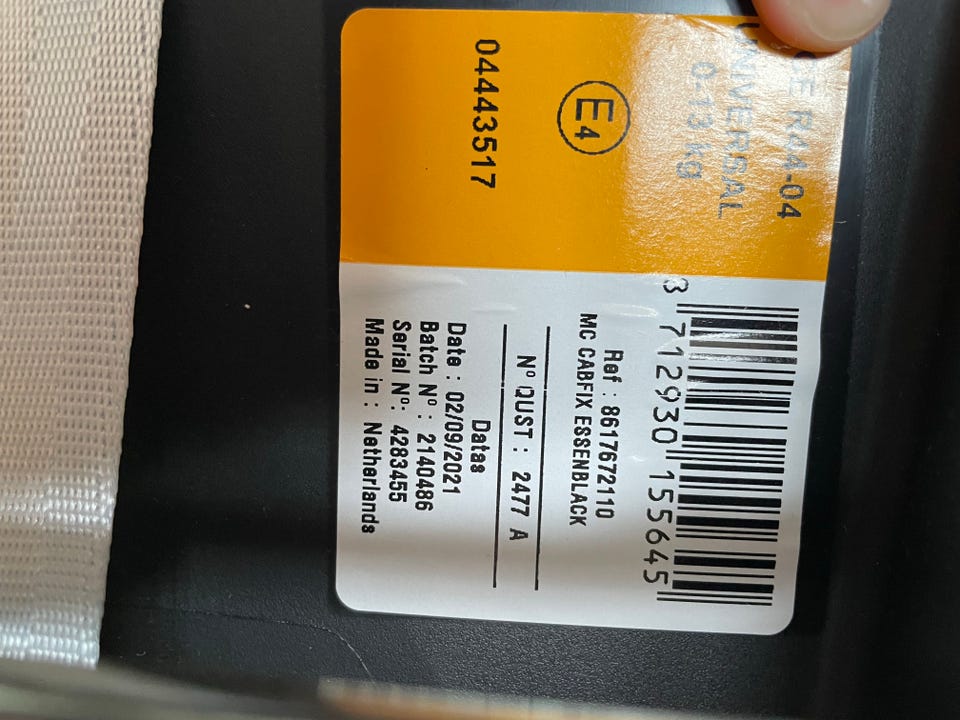 R44-04
UNIVERSAL
0-13 kg
E4
04443517
3 712930 155645
Ref : 8617672110
MC CABFIX ESSENBLACK
N° QUST : 2477 A
Datas
Date : 02/09/2021
Batch N° : 2140486
Serial N°: 4283455
Made in : Netherlands